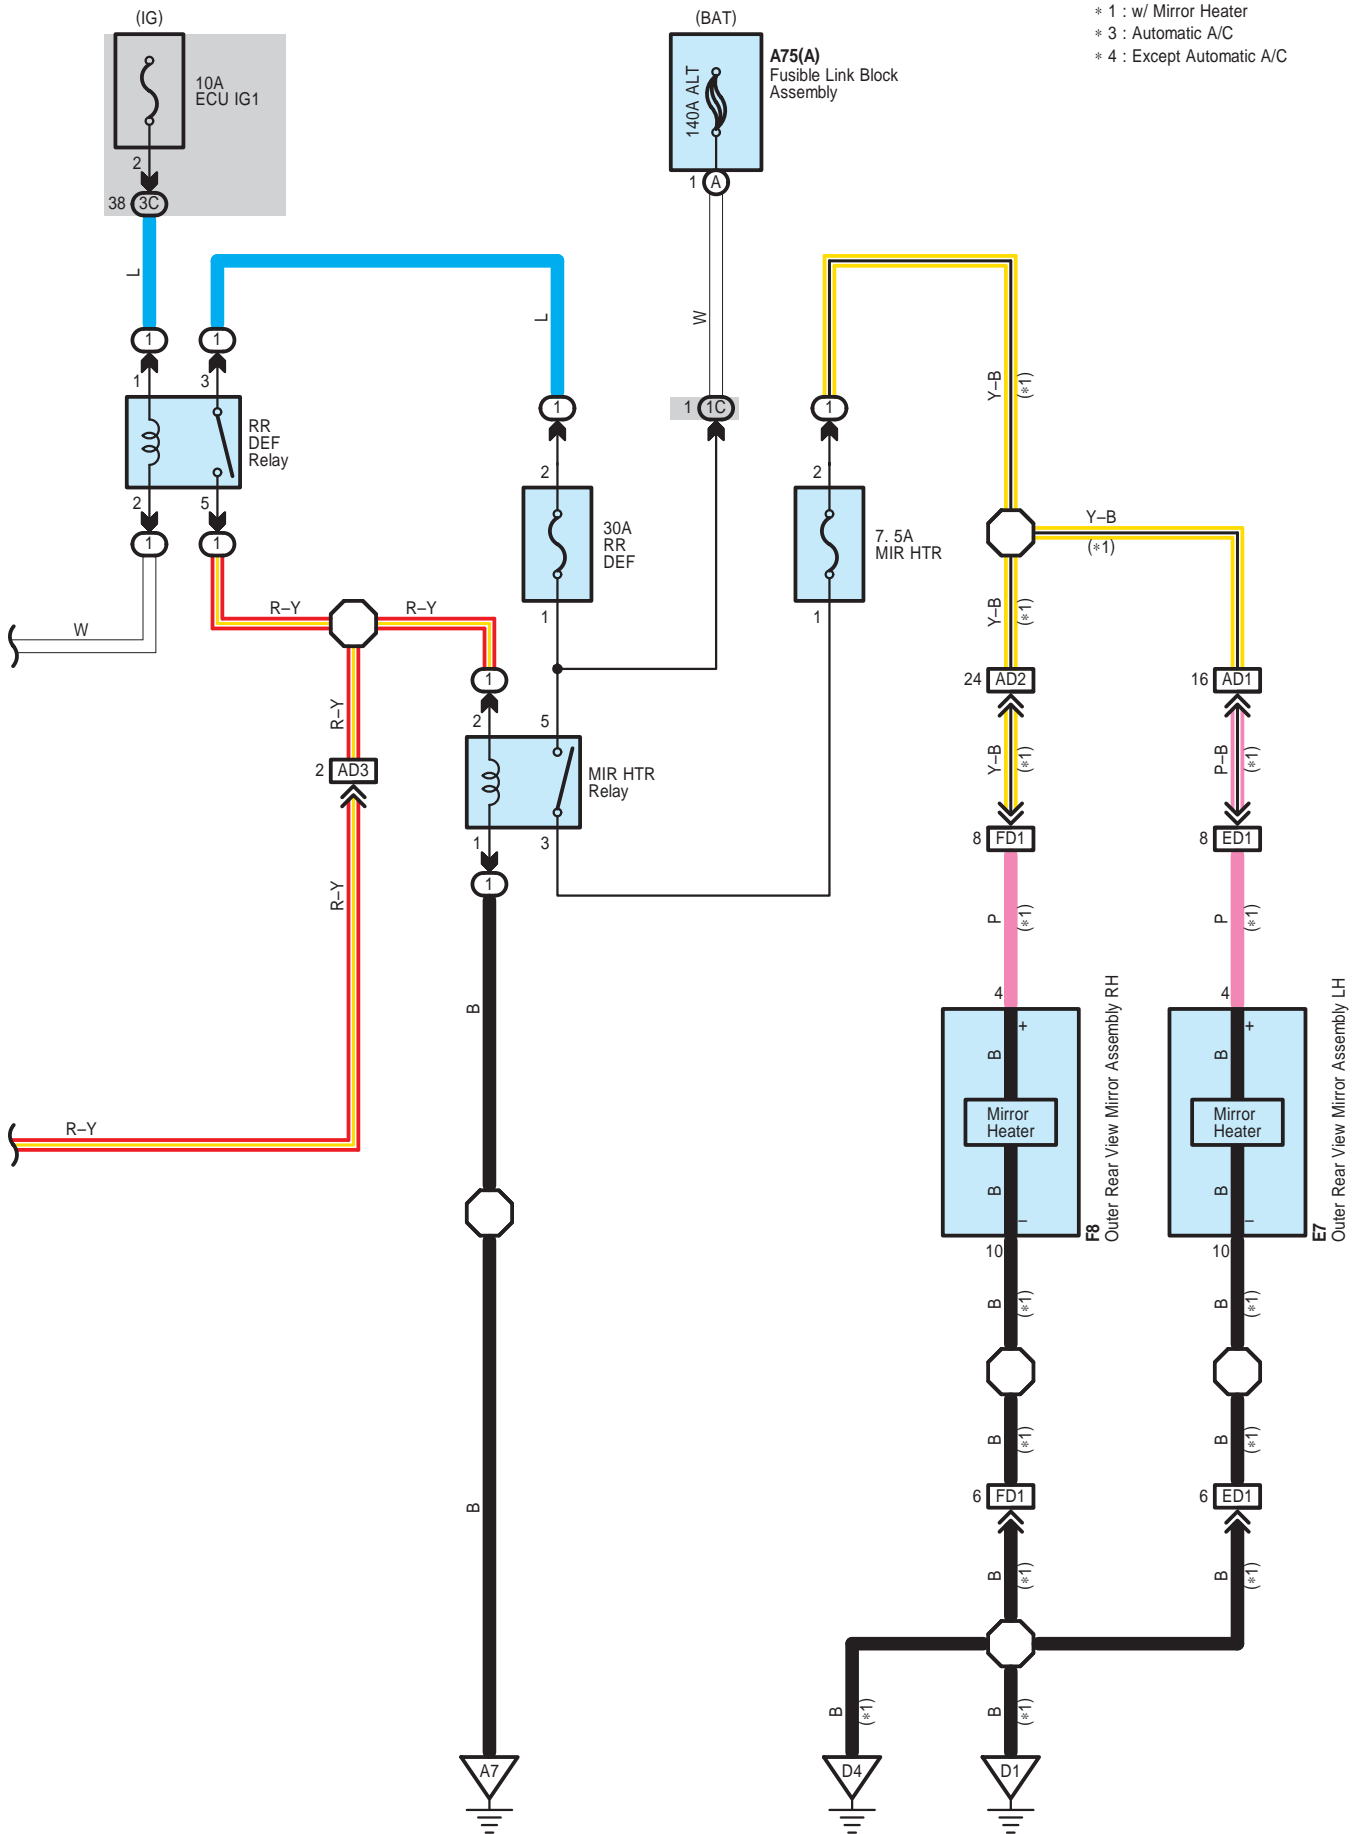 (IG)
(BAT)
* 1 : w/ Mirror Heater
* 3 : Automatic A/C
* 4 : Except Automatic A/C
10A
ECU IG1
2
38 3C
140A ALT
A75(A)
Fusible Link Block
Assembly
1 A
L
L
W
Y-B
(*1)
1
1
1
3
RR
DEF
Relay
2
5
1
1
1
1 1C
1
2
30A
RR
DEF
1
2
7. 5A
MIR HTR
1
Y-B
(*1)
W
R-Y
R-Y
Y-B
(*1)
R-Y
2 AD3
R-Y
R-Y
1
2
5
MIR HTR
Relay
1
3
1
24 AD2
16 AD1
Y-B
(*1)
P-B
(*1)
8 FD1
8 ED1
P
(*1)
P
(*1)
B
4
4
+
B
Mirror
Heater
B
-
10
F8
Outer Rear View Mirror Assembly RH
+
B
Mirror
Heater
B
-
10
E7
Outer Rear View Mirror Assembly LH
B
(*1)
B
(*1)
B
(*1)
B
(*1)
6 FD1
6 ED1
B
B
(*1)
B
(*1)
B
(*1)
B
(*1)
A7
D4
D1